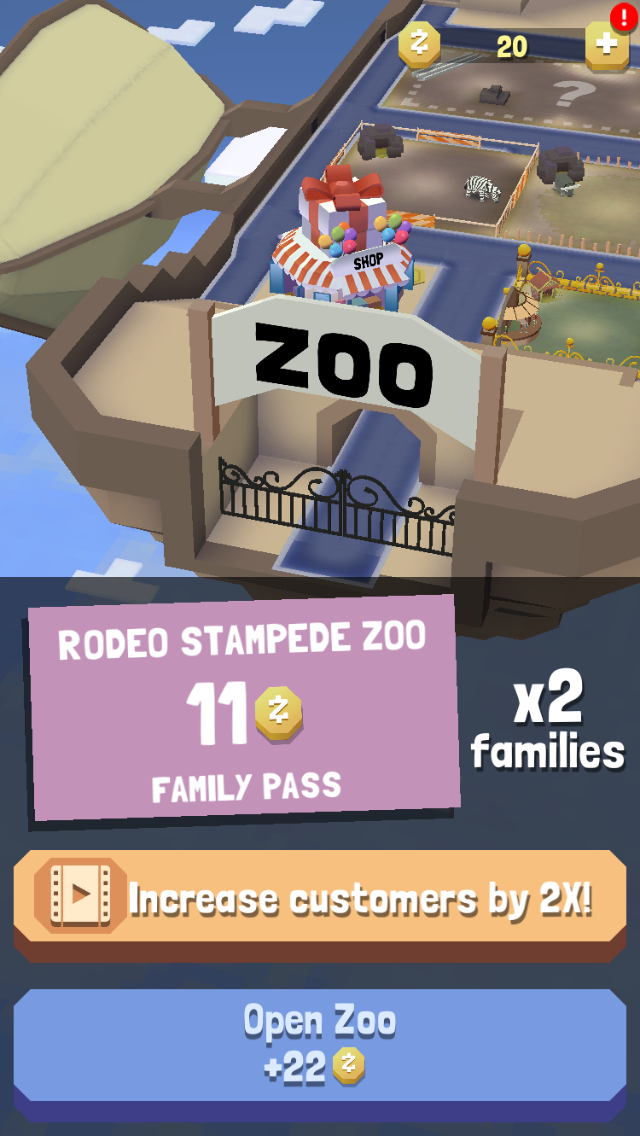 20
!
?
SHOP
ZOO
RODEO STAMPEDE ZOO
11
FAMILY PASS
x2
families
Increase customers by 2X!
Open Zoo
+22